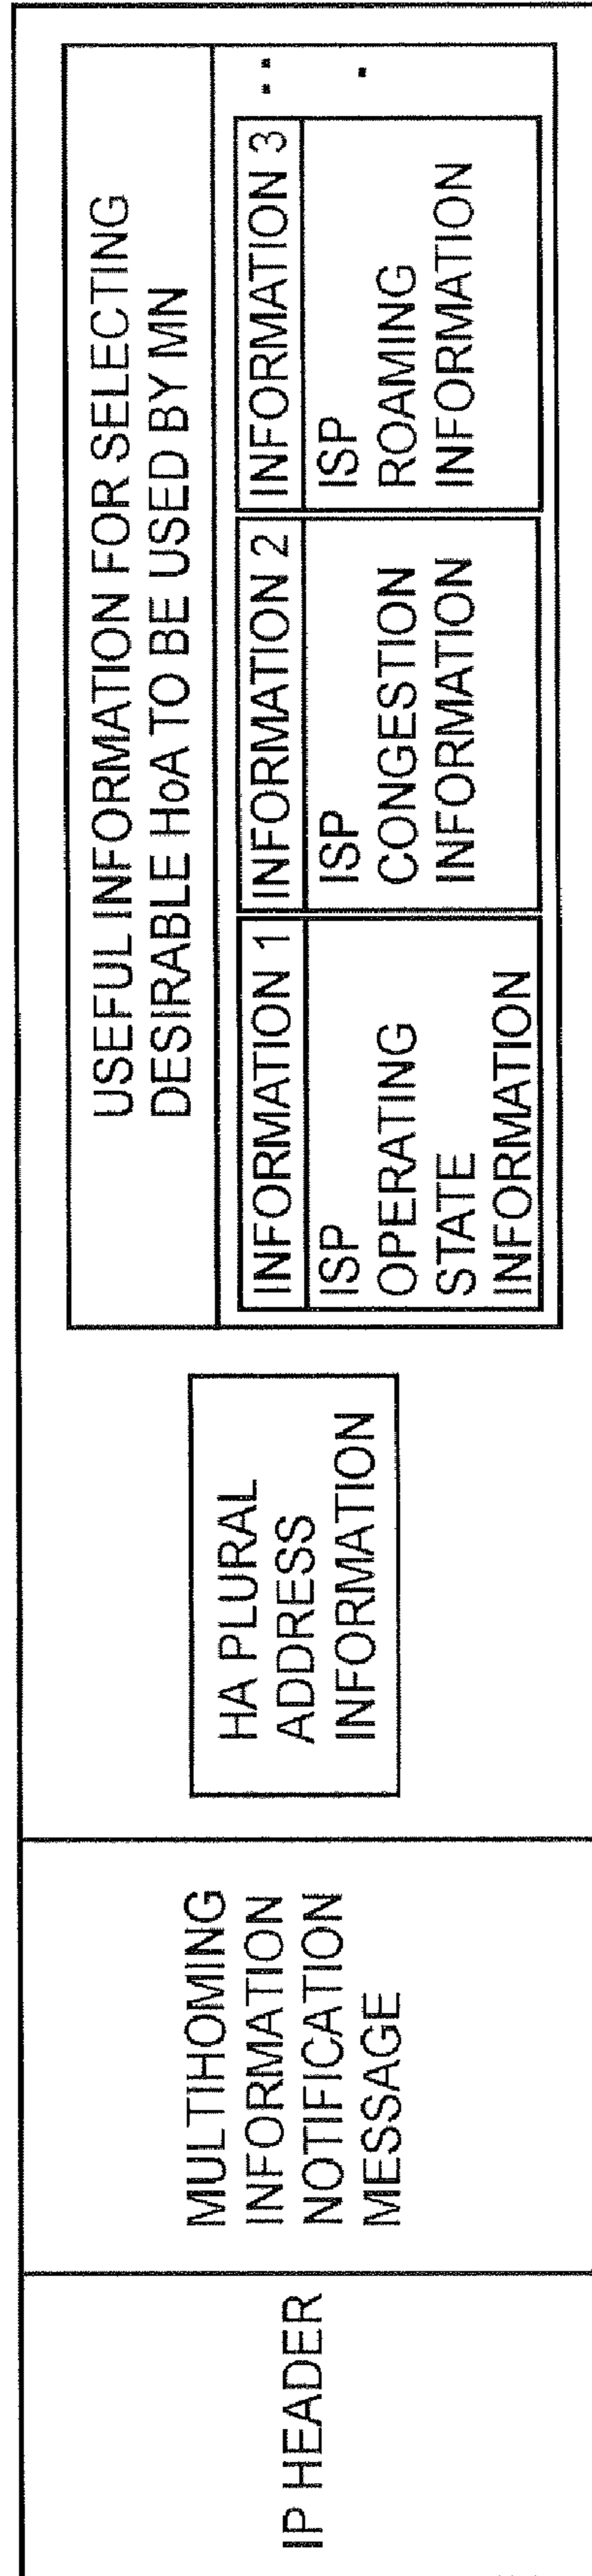 IP HEADER
MULTIHOMING
INFORMATION
NOTIFICATION
MESSAGE
HA PLURAL
ADDRESS
INFORMATION
USEFUL INFORMATION FOR SELECTING
DESIRABLE HoA TO BE USED BY MN
INFORMATION 1
ISP
OPERATING
STATE
INFORMATION
INFORMATION 2
ISP
CONGESTION
INFORMATION
INFORMATION 3
ISP
ROAMING
INFORMATION